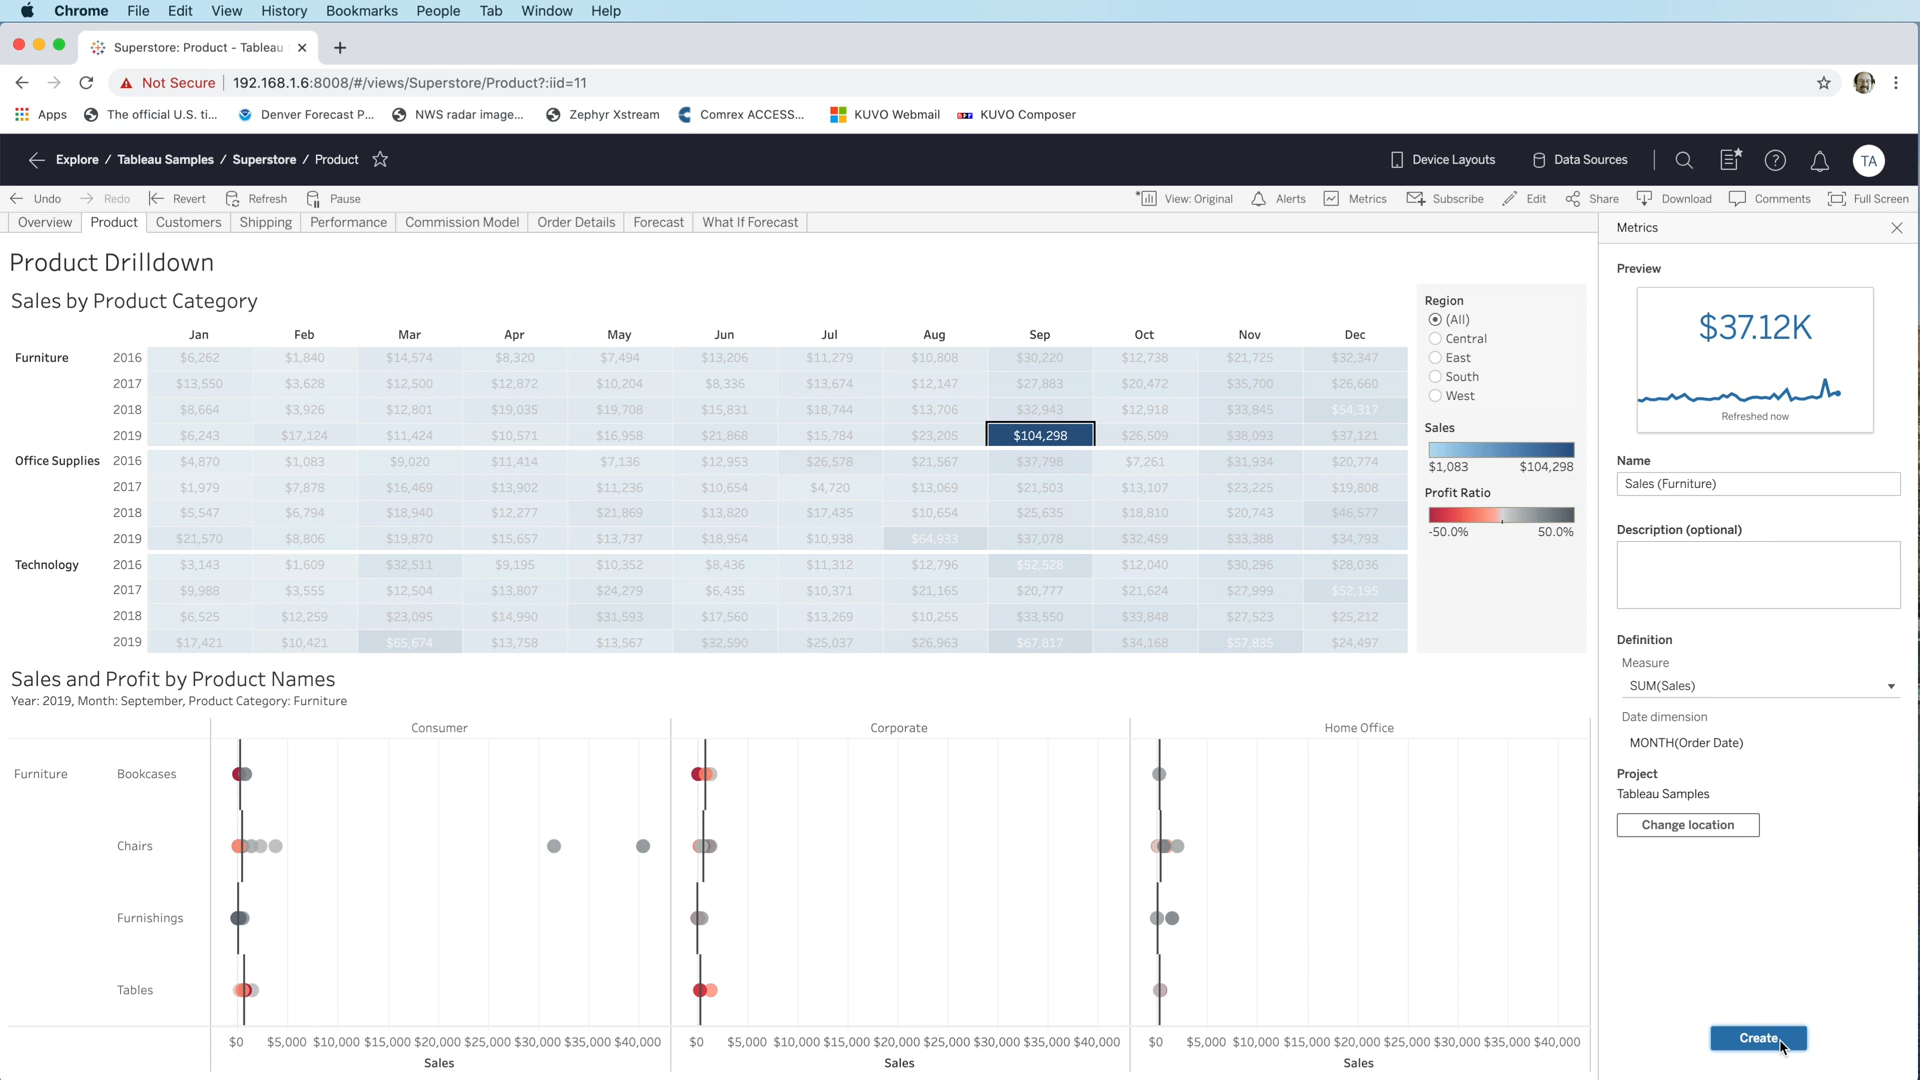 Chrome File Edit View History Bookmarks People Tab Window Help
Superstore: Product - Tableau
Not Secure 192.168.1.6:8008/#/views/Superstore/Product?:iid=11
Apps The official U.S. ti... Denver Forecast P... NWS radar image... Zephyr Xstream Comrex ACCESS... KUVO Webmail KUVO Composer
Explore / Tableau Samples / Superstore / Product Device Layouts Data Sources TA
Undo Redo Revert Refresh Pause View: Original Alerts Metrics Subscribe Edit Share Download Comments Full Screen
Overview Product Customers Shipping Performance Commission Model Order Details Forecast What If Forecast
Product Drilldown
Sales by Product Category
Jan Feb Mar Apr May Jun Jul Aug Sep Oct Nov Dec
Furniture 2016 $6,262 $1,840 $14,574 $8,320 $7,494 $13,206 $11,279 $10,808 $30,220 $12,738 $21,725 $32,347
2017 $13,550 $3,628 $12,500 $12,872 $10,204 $8,336 $13,674 $12,147 $27,883 $20,472 $35,700 $26,660
2018 $8,664 $3,926 $12,801 $19,035 $19,708 $15,831 $18,744 $13,706 $32,943 $12,918 $33,845 $54,317
2019 $6,243 $17,124 $11,424 $10,571 $16,958 $21,868 $15,784 $23,205 $104,298 $26,509 $38,093 $37,121
Office Supplies 2016 $4,870 $1,083 $9,020 $11,414 $7,136 $12,953 $26,578 $21,567 $37,798 $7,261 $31,934 $20,774
2017 $1,979 $7,878 $16,469 $13,902 $11,236 $10,654 $4,720 $13,069 $21,503 $13,107 $23,225 $19,808
2018 $5,547 $6,794 $18,940 $12,277 $21,869 $13,820 $17,435 $10,654 $25,635 $18,810 $20,743 $46,577
2019 $21,570 $8,806 $19,870 $15,657 $13,737 $18,954 $10,938 $64,933 $37,078 $32,459 $33,388 $34,793
Technology 2016 $3,143 $1,609 $32,511 $9,195 $10,352 $8,436 $11,312 $12,796 $52,528 $12,040 $30,296 $28,036
2017 $9,988 $3,555 $12,504 $13,807 $24,279 $6,435 $10,371 $21,165 $20,777 $21,624 $27,999 $52,195
2018 $6,525 $12,259 $23,095 $14,990 $31,593 $17,560 $13,269 $10,255 $33,550 $33,848 $27,523 $25,212
2019 $17,421 $10,421 $65,674 $13,758 $13,567 $32,590 $25,037 $26,963 $67,817 $34,168 $57,835 $24,497
Region
(All)
Central
East
South
West
Sales
$1,083 $104,298
Profit Ratio
-50.0% 50.0%
Sales and Profit by Product Names
Year: 2019, Month: September, Product Category: Furniture
Consumer Corporate Home Office
Furniture Bookcases
Chairs
Furnishings
Tables
$0 $5,000 $10,000 $15,000 $20,000 $25,000 $30,000 $35,000 $40,000 $0 $5,000 $10,000 $15,000 $20,000 $25,000 $30,000 $35,000 $40,000 $0 $5,000 $10,000 $15,000 $20,000 $25,000 $30,000 $35,000 $40,000
Sales Sales Sales
Metrics
Preview
$37.12K
Refreshed now
Name
Sales (Furniture)
Description (optional)
Definition
Measure
SUM(Sales)
Date dimension
MONTH(Order Date)
Project
Tableau Samples
Change location
Create